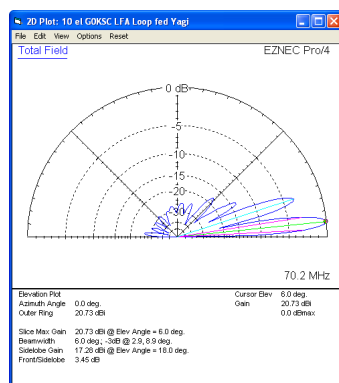 2D Plot: 10 el G0KSC LFA Loop fed Yagi
File Edit View Options Reset
Total Field
EZNEC Pro/4
0 dB
-5
-10
-15
-20
-30
70.2 MHz
Elevation Plot
Azimuth Angle 0.0 deg.
Outer Ring 20.73 dBi
Cursor Elev 6.0 deg.
Gain 20.73 dBi
0.0 dBmax
Slice Max Gain 20.73 dBi @ Elev Angle = 6.0 deg.
Beamwidth 6.0 deg.; -3dB @ 2.9, 8.9 deg.
Sidelobe Gain 17.28 dBi @ Elev Angle = 18.0 deg.
Front/Sidelobe 3.45 dB